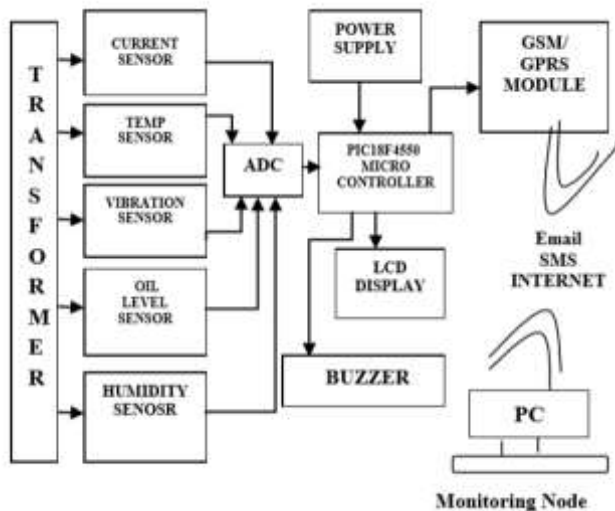 TRANSFORMER
CURRENT
SENSOR
TEMP
SENSOR
VIBRATION
SENSOR
OIL
LEVEL
SENSOR
HUMIDITY
SENOSR
ADC
POWER
SUPPLY
PIC18F4550
MICRO
CONTROLLER
LCD
DISPLAY
BUZZER
GSM/
GPRS
MODULE
Email
SMS
INTERNET
PC
Monitoring Node